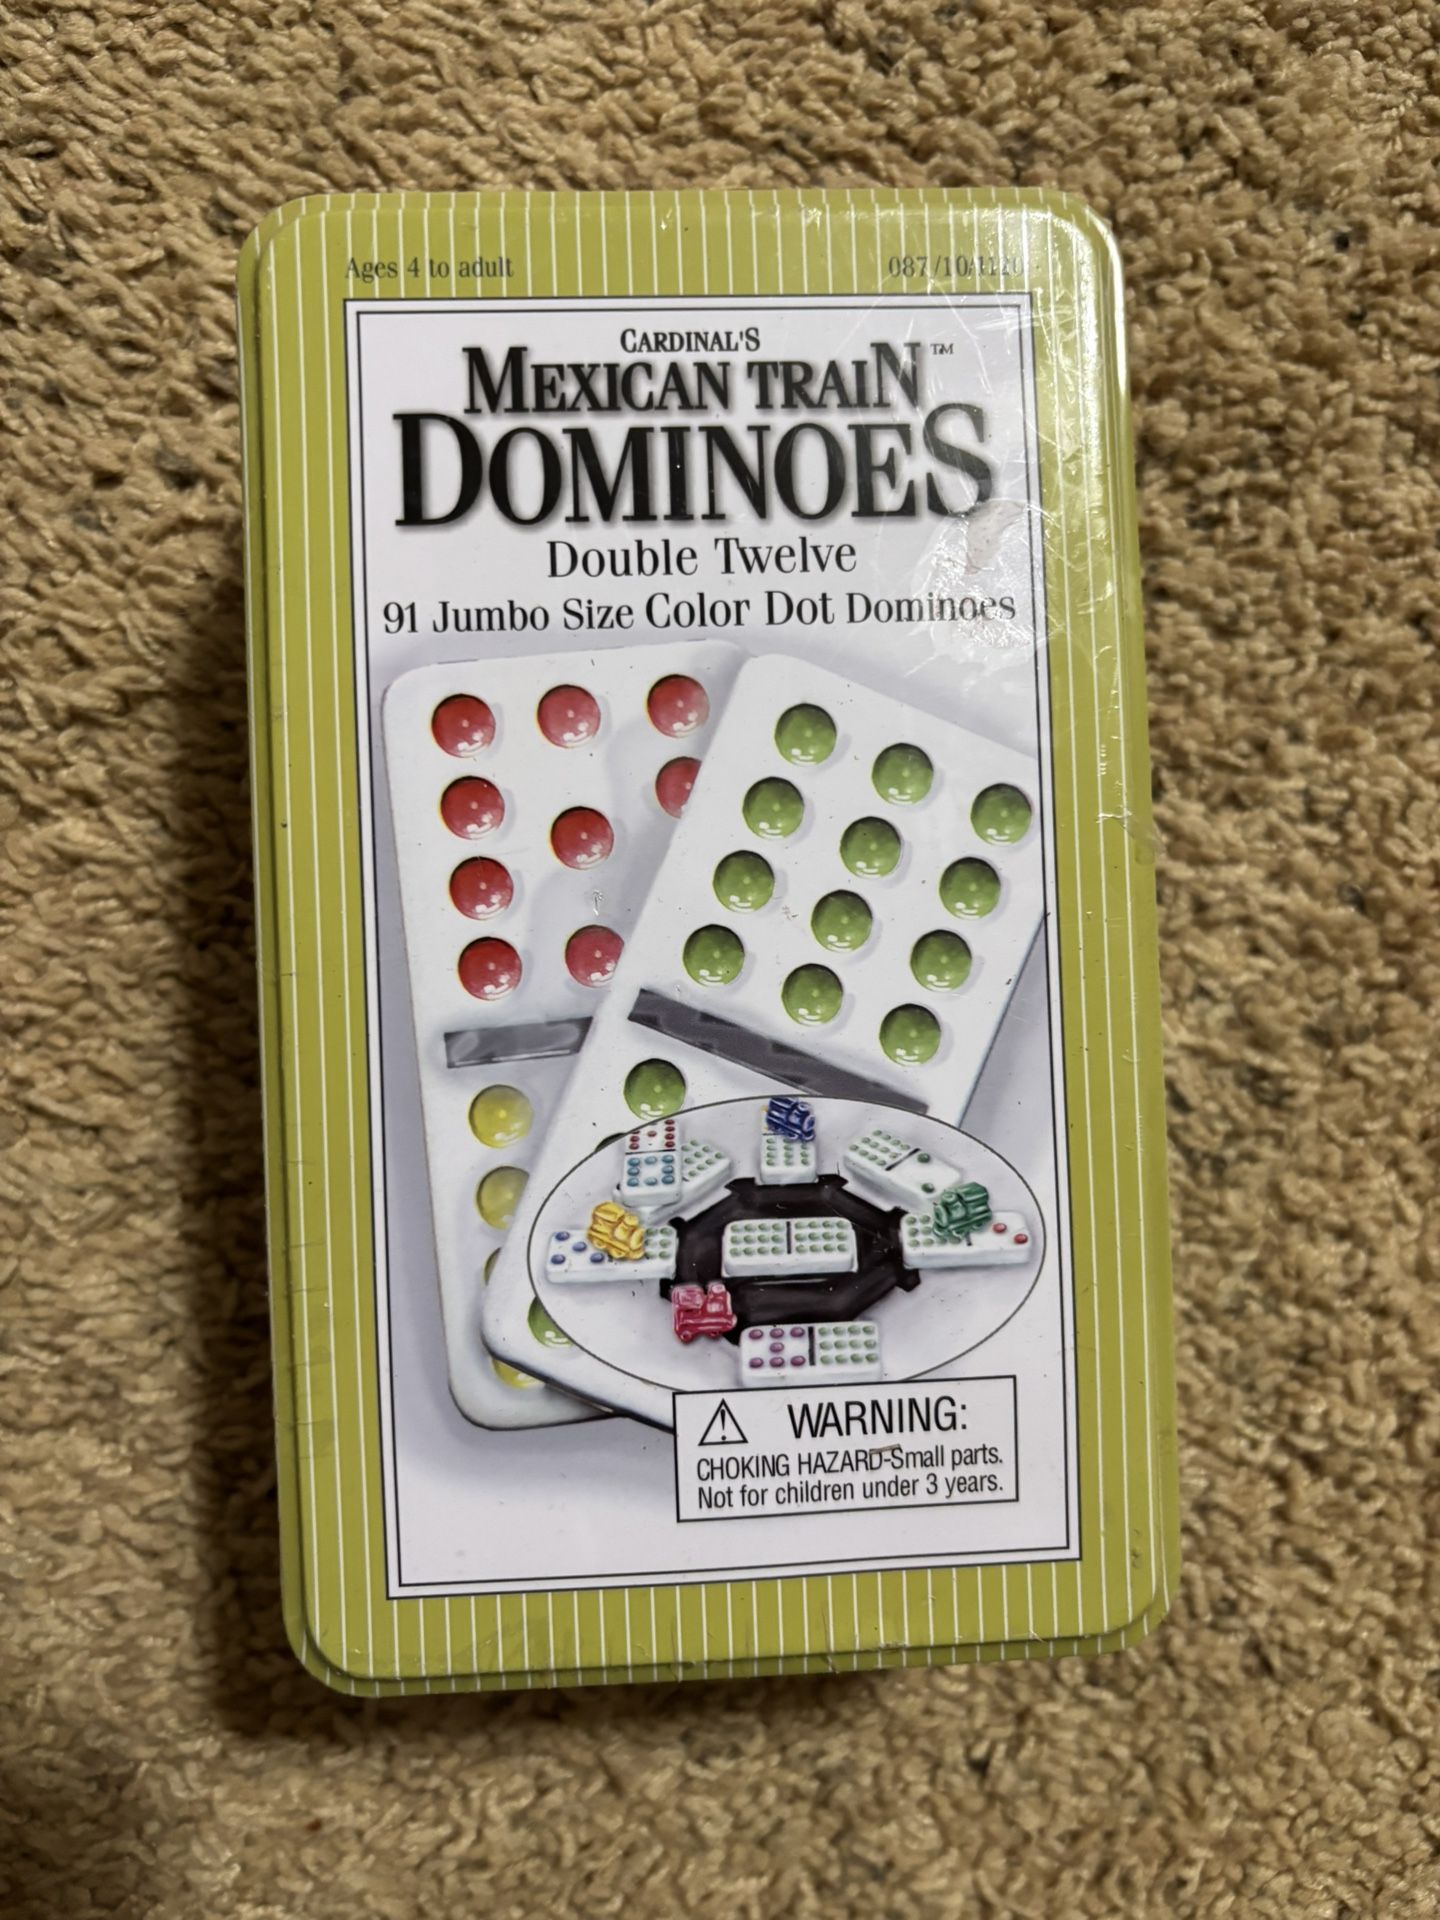 Ages 4 to adult
CARDINAL'S
MEXICAN TRAIN™
DOMINOES
Double Twelve
91 Jumbo Size Color Dot Dominoes
WARNING:
CHOKING HAZARD-Small parts.
Not for children under 3 years.